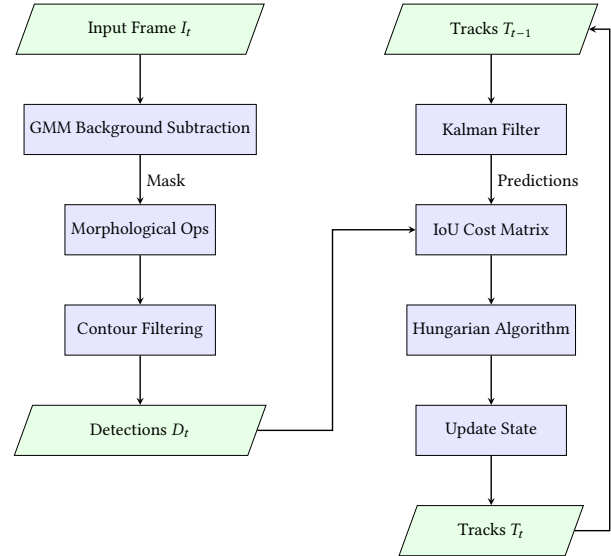 Input Frame I_t
GMM Background Subtraction
Mask
Morphological Ops
Contour Filtering
Detections D_t
Tracks T_{t−1}
Kalman Filter
Predictions
IoU Cost Matrix
Hungarian Algorithm
Update State
Tracks T_t